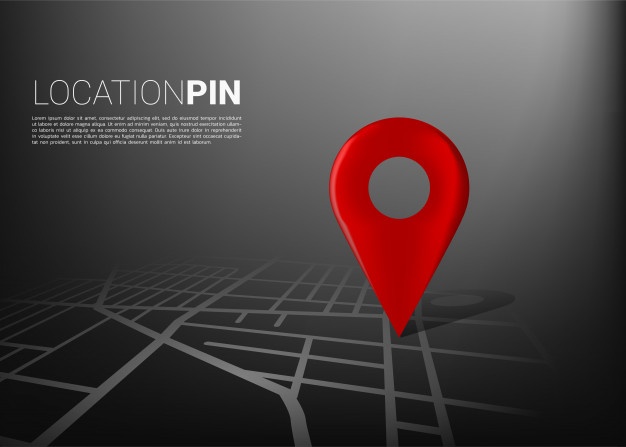 LOCATIONPIN
Lorem ipsum dolor sit amet, consectetur adipiscing elit, sed do eiusmod
tempor incididunt ut labore et dolore magna aliqua. Ut enim ad minim
veniam, quis nostrud exercitation ullamco laboris nisi ut aliquip ex ea
commodo consequat. Duis aute irure dolor in reprehenderit in voluptate
velit esse cillum dolore eu fugiat nulla pariatur. Excepteur sint occaecat
cupidatat non proident, sunt in culpa qui officia deserunt mollit anim id
est laborum.